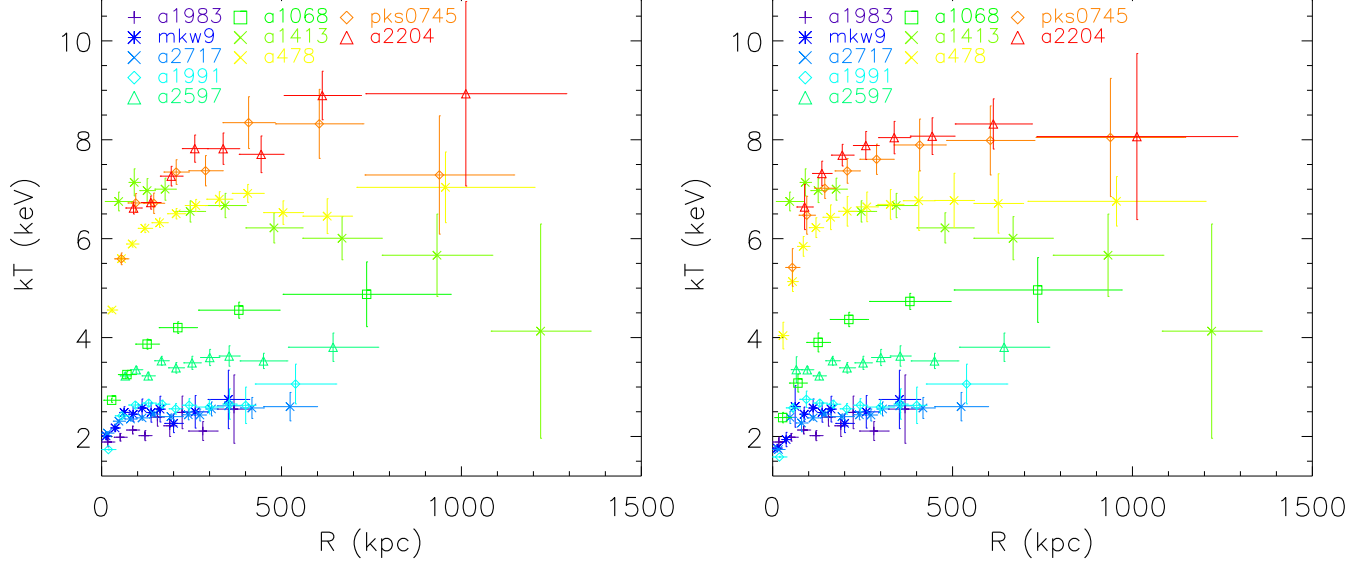 a1983 a1068 pks0745
mkw9 a1413 a2204
a2717 a478
a1991
a2597
10
8
6
4
2
kT (keV)
0 500 1000 1500
R (kpc)
a1983 a1068 pks0745
mkw9 a1413 a2204
a2717 a478
a1991
a2597
10
8
6
4
2
kT (keV)
0 500 1000 1500
R (kpc)